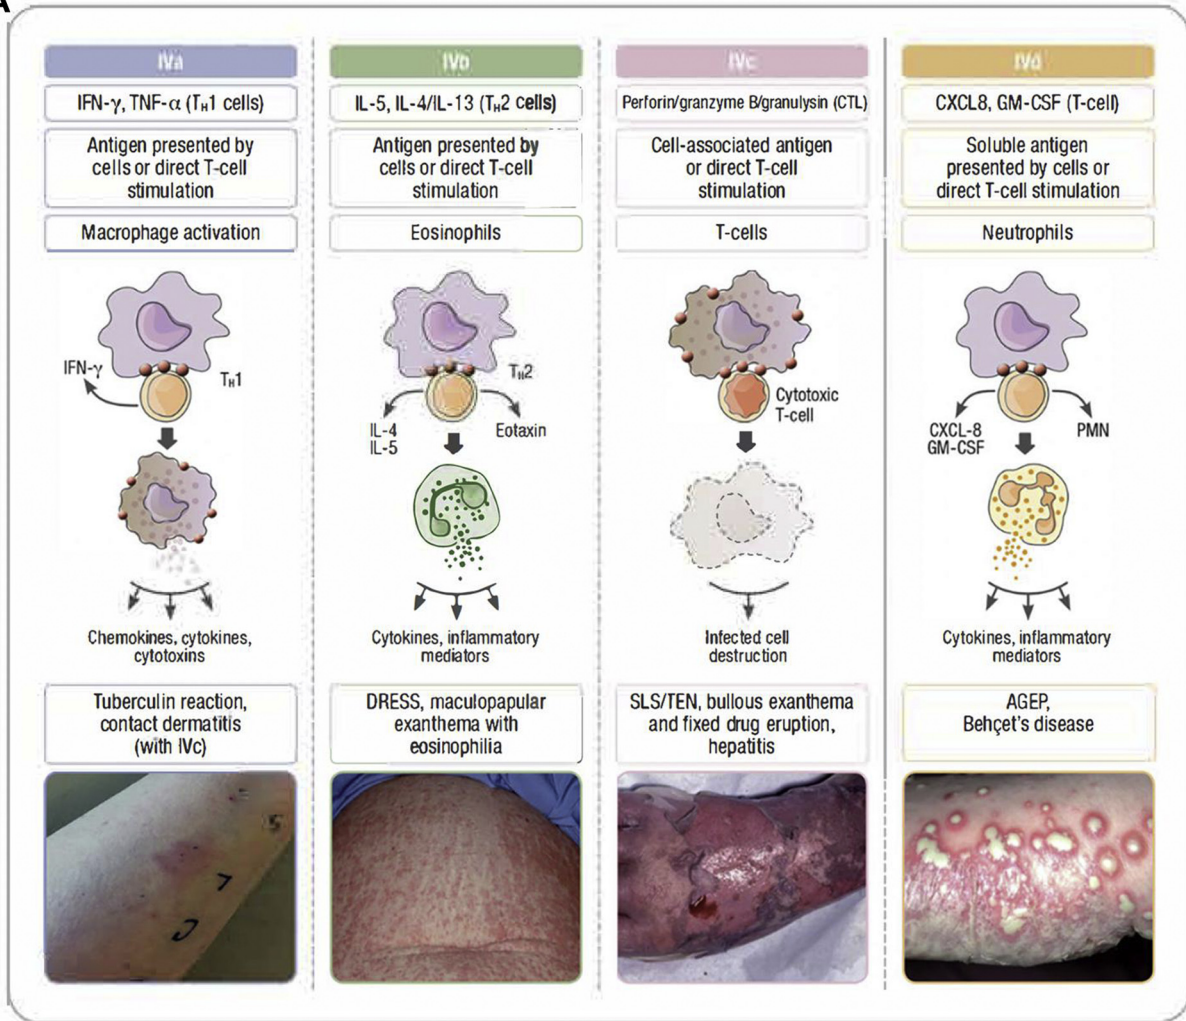 A
IVa
IFN-γ, TNF-α (TH1 cells)
Antigen presented by
cells or direct T-cell
stimulation
Macrophage activation
IFN-γ
TH1
Chemokines, cytokines,
cytotoxins
Tuberculin reaction,
contact dermatitis
(with IVc)
IVb
IL-5, IL-4/IL-13 (TH2 cells)
Antigen presented by
cells or direct T-cell
stimulation
Eosinophils
TH2
IL-4
IL-5
Eotaxin
Cytokines, inflammatory
mediators
DRESS, maculopapular
exanthema with
eosinophilia
IVc
Perforin/granzyme B/granulysin (CTL)
Cell-associated antigen
or direct T-cell
stimulation
T-cells
Cytotoxic
T-cell
Infected cell
destruction
SLS/TEN, bullous exanthema
and fixed drug eruption,
hepatitis
IVd
CXCL8, GM-CSF (T-cell)
Soluble antigen
presented by cells or
direct T-cell stimulation
Neutrophils
CXCL-8
GM-CSF
PMN
Cytokines, inflammatory
mediators
AGEP,
Behçet's disease